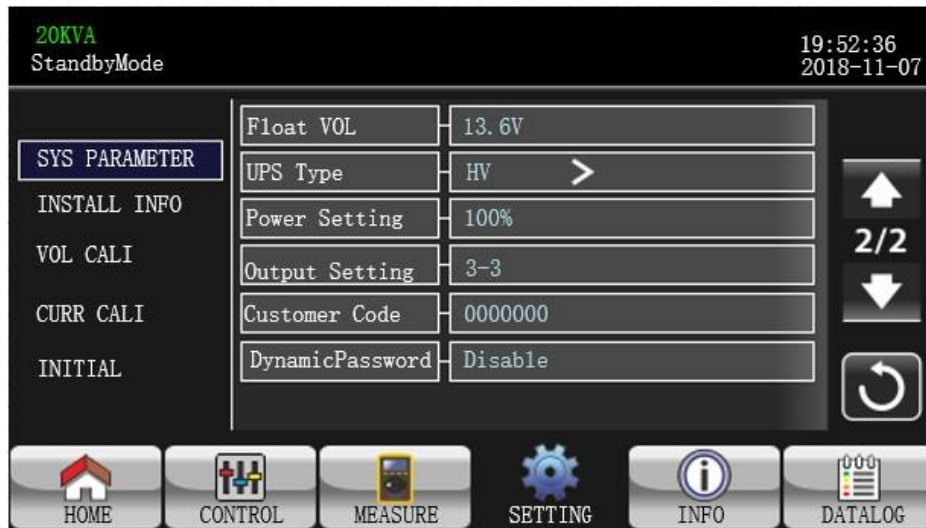 20KVA
StandbyMode
19:52:36
2018-11-07
SYS PARAMETER
INSTALL INFO
VOL CALI
CURR CALI
INITIAL
Float VOL 13.6V
UPS Type HV >
Power Setting 100%
Output Setting 3-3
Customer Code 0000000
DynamicPassword Disable
2/2
HOME CONTROL MEASURE SETTING INFO DATALOG